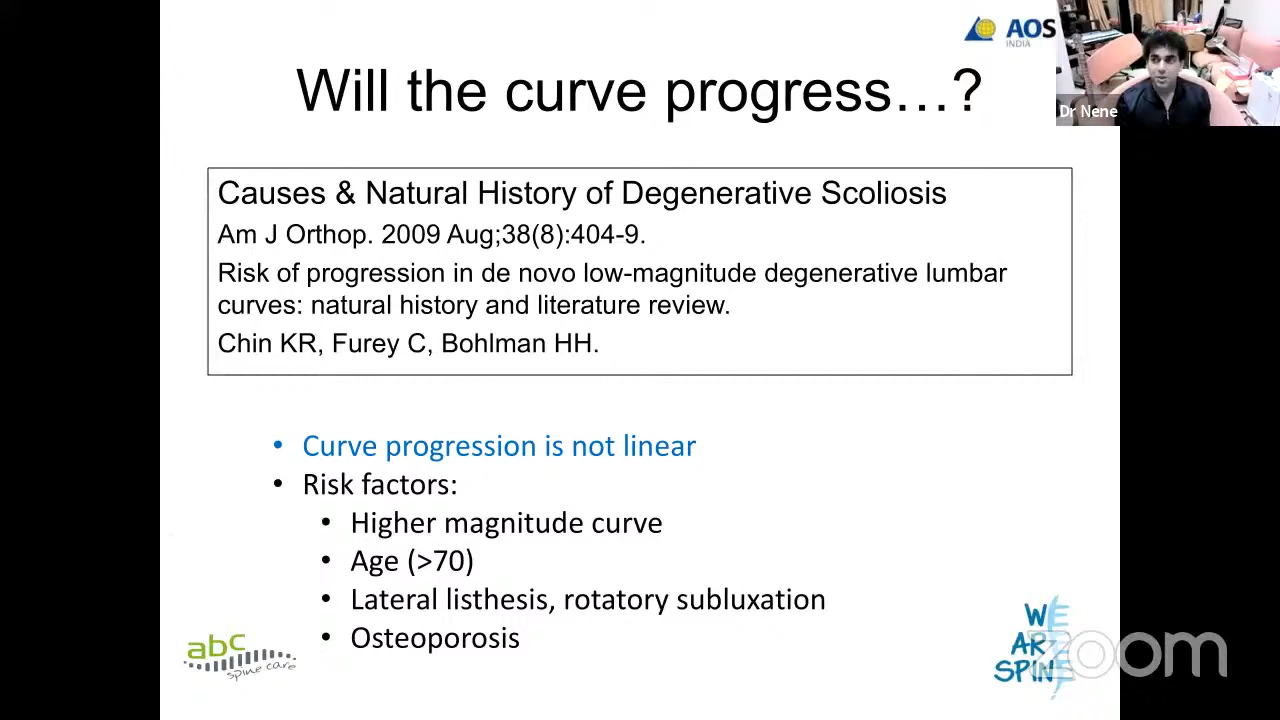 AOS
INDIA
Will the curve progress…?
Dr Nene
Causes & Natural History of Degenerative Scoliosis
Am J Orthop. 2009 Aug;38(8):404-9.
Risk of progression in de novo low-magnitude degenerative lumbar
curves: natural history and literature review.
Chin KR, Furey C, Bohlman HH.
• Curve progression is not linear
• Risk factors:
• Higher magnitude curve
• Age (>70)
• Lateral listhesis, rotatory subluxation
• Osteoporosis
abc
spine care
WE
ARE
SPINE
zoom